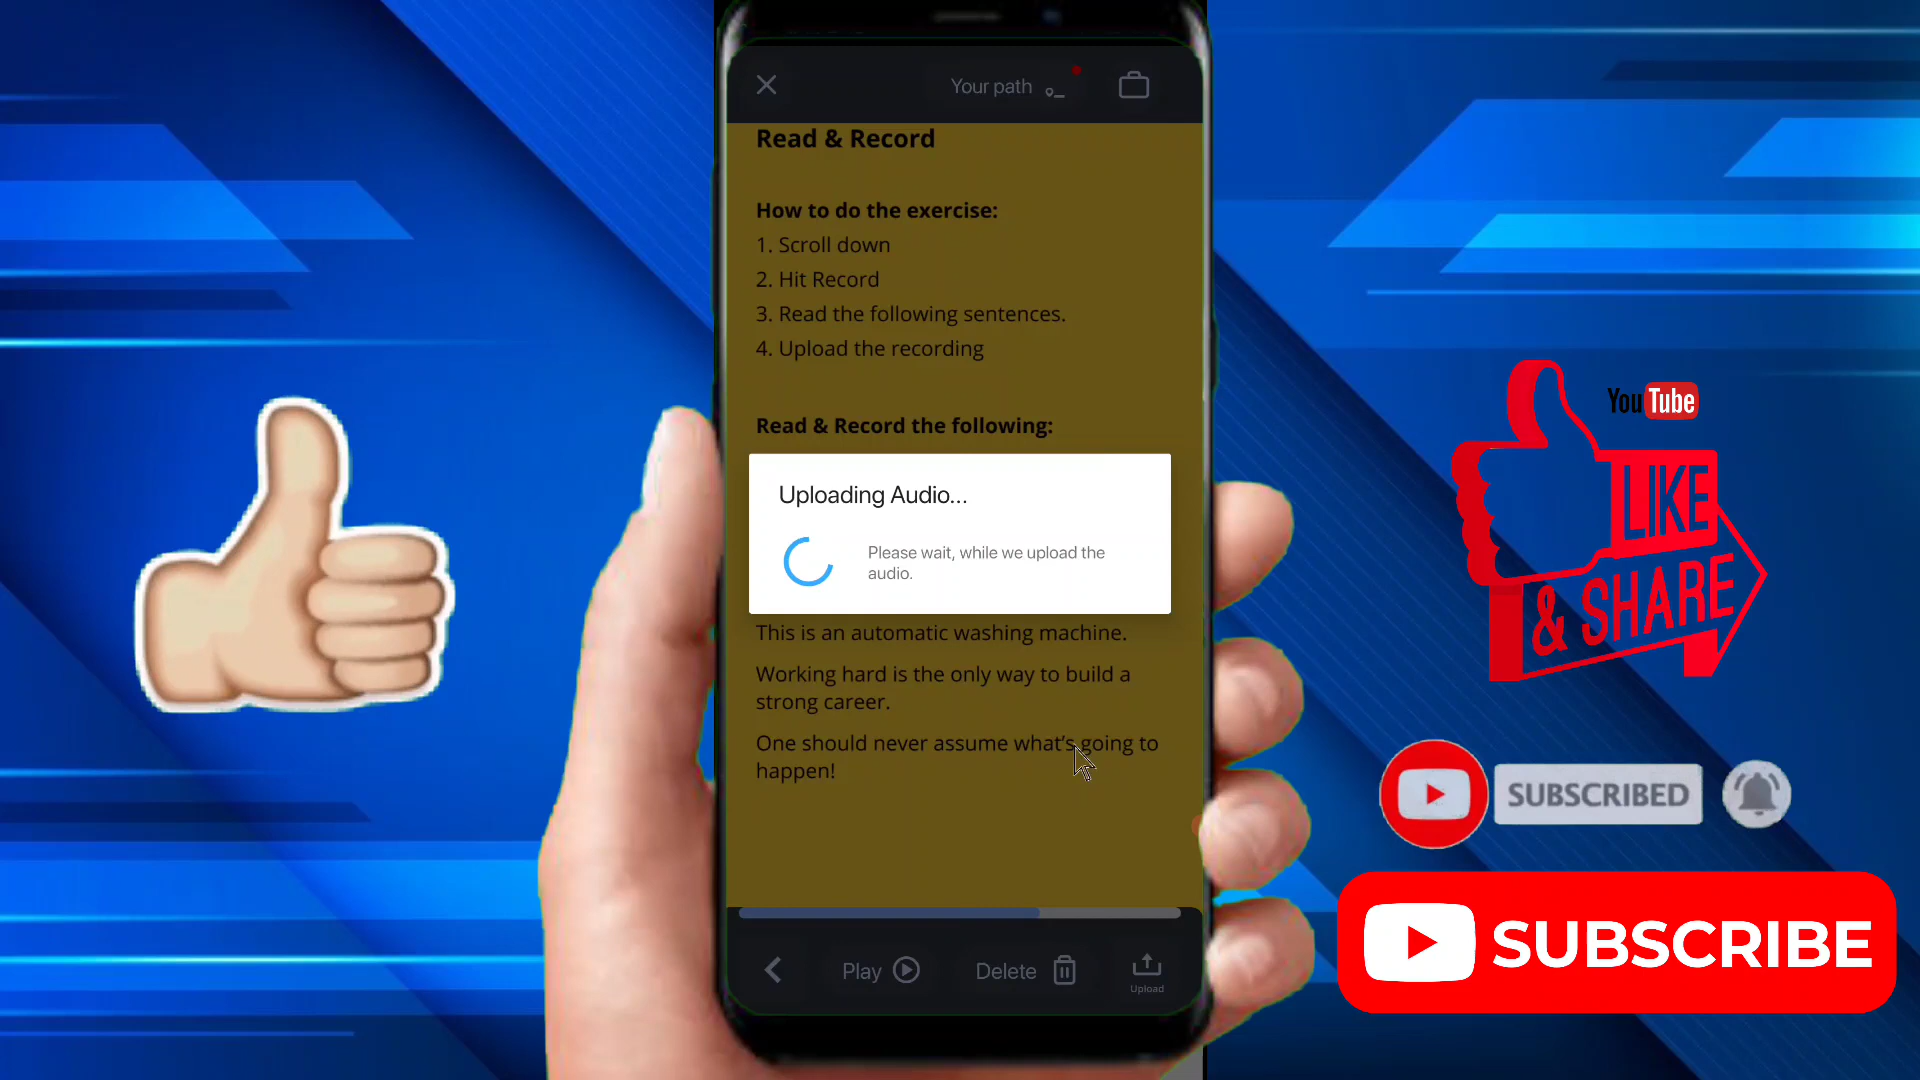 Your path
Read & Record
How to do the exercise:
1. Scroll down
2. Hit Record
3. Read the following sentences.
4. Upload the recording
Read & Record the following:
Uploading Audio...
Please wait, while we upload the
audio.
This is an automatic washing machine.
Working hard is the only way to build a
strong career.
One should never assume what's going to
happen!
Play
Delete
Upload
YouTube
LIKE
& SHARE
SUBSCRIBED
SUBSCRIBE